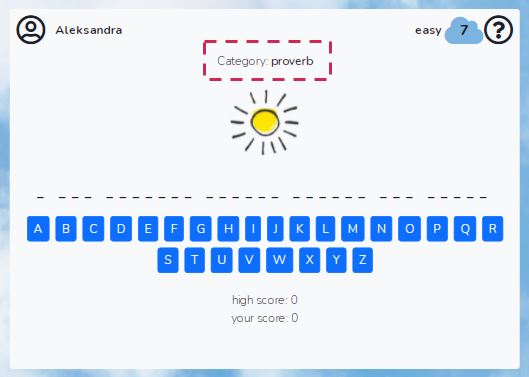 Aleksandra
easy 7 ?
Category: proverb
_ ___ _______ ______ ______ ___ _____
A B C D E F G H I J K L M N O P Q R
S T U V W X Y Z
high score: 0
your score: 0